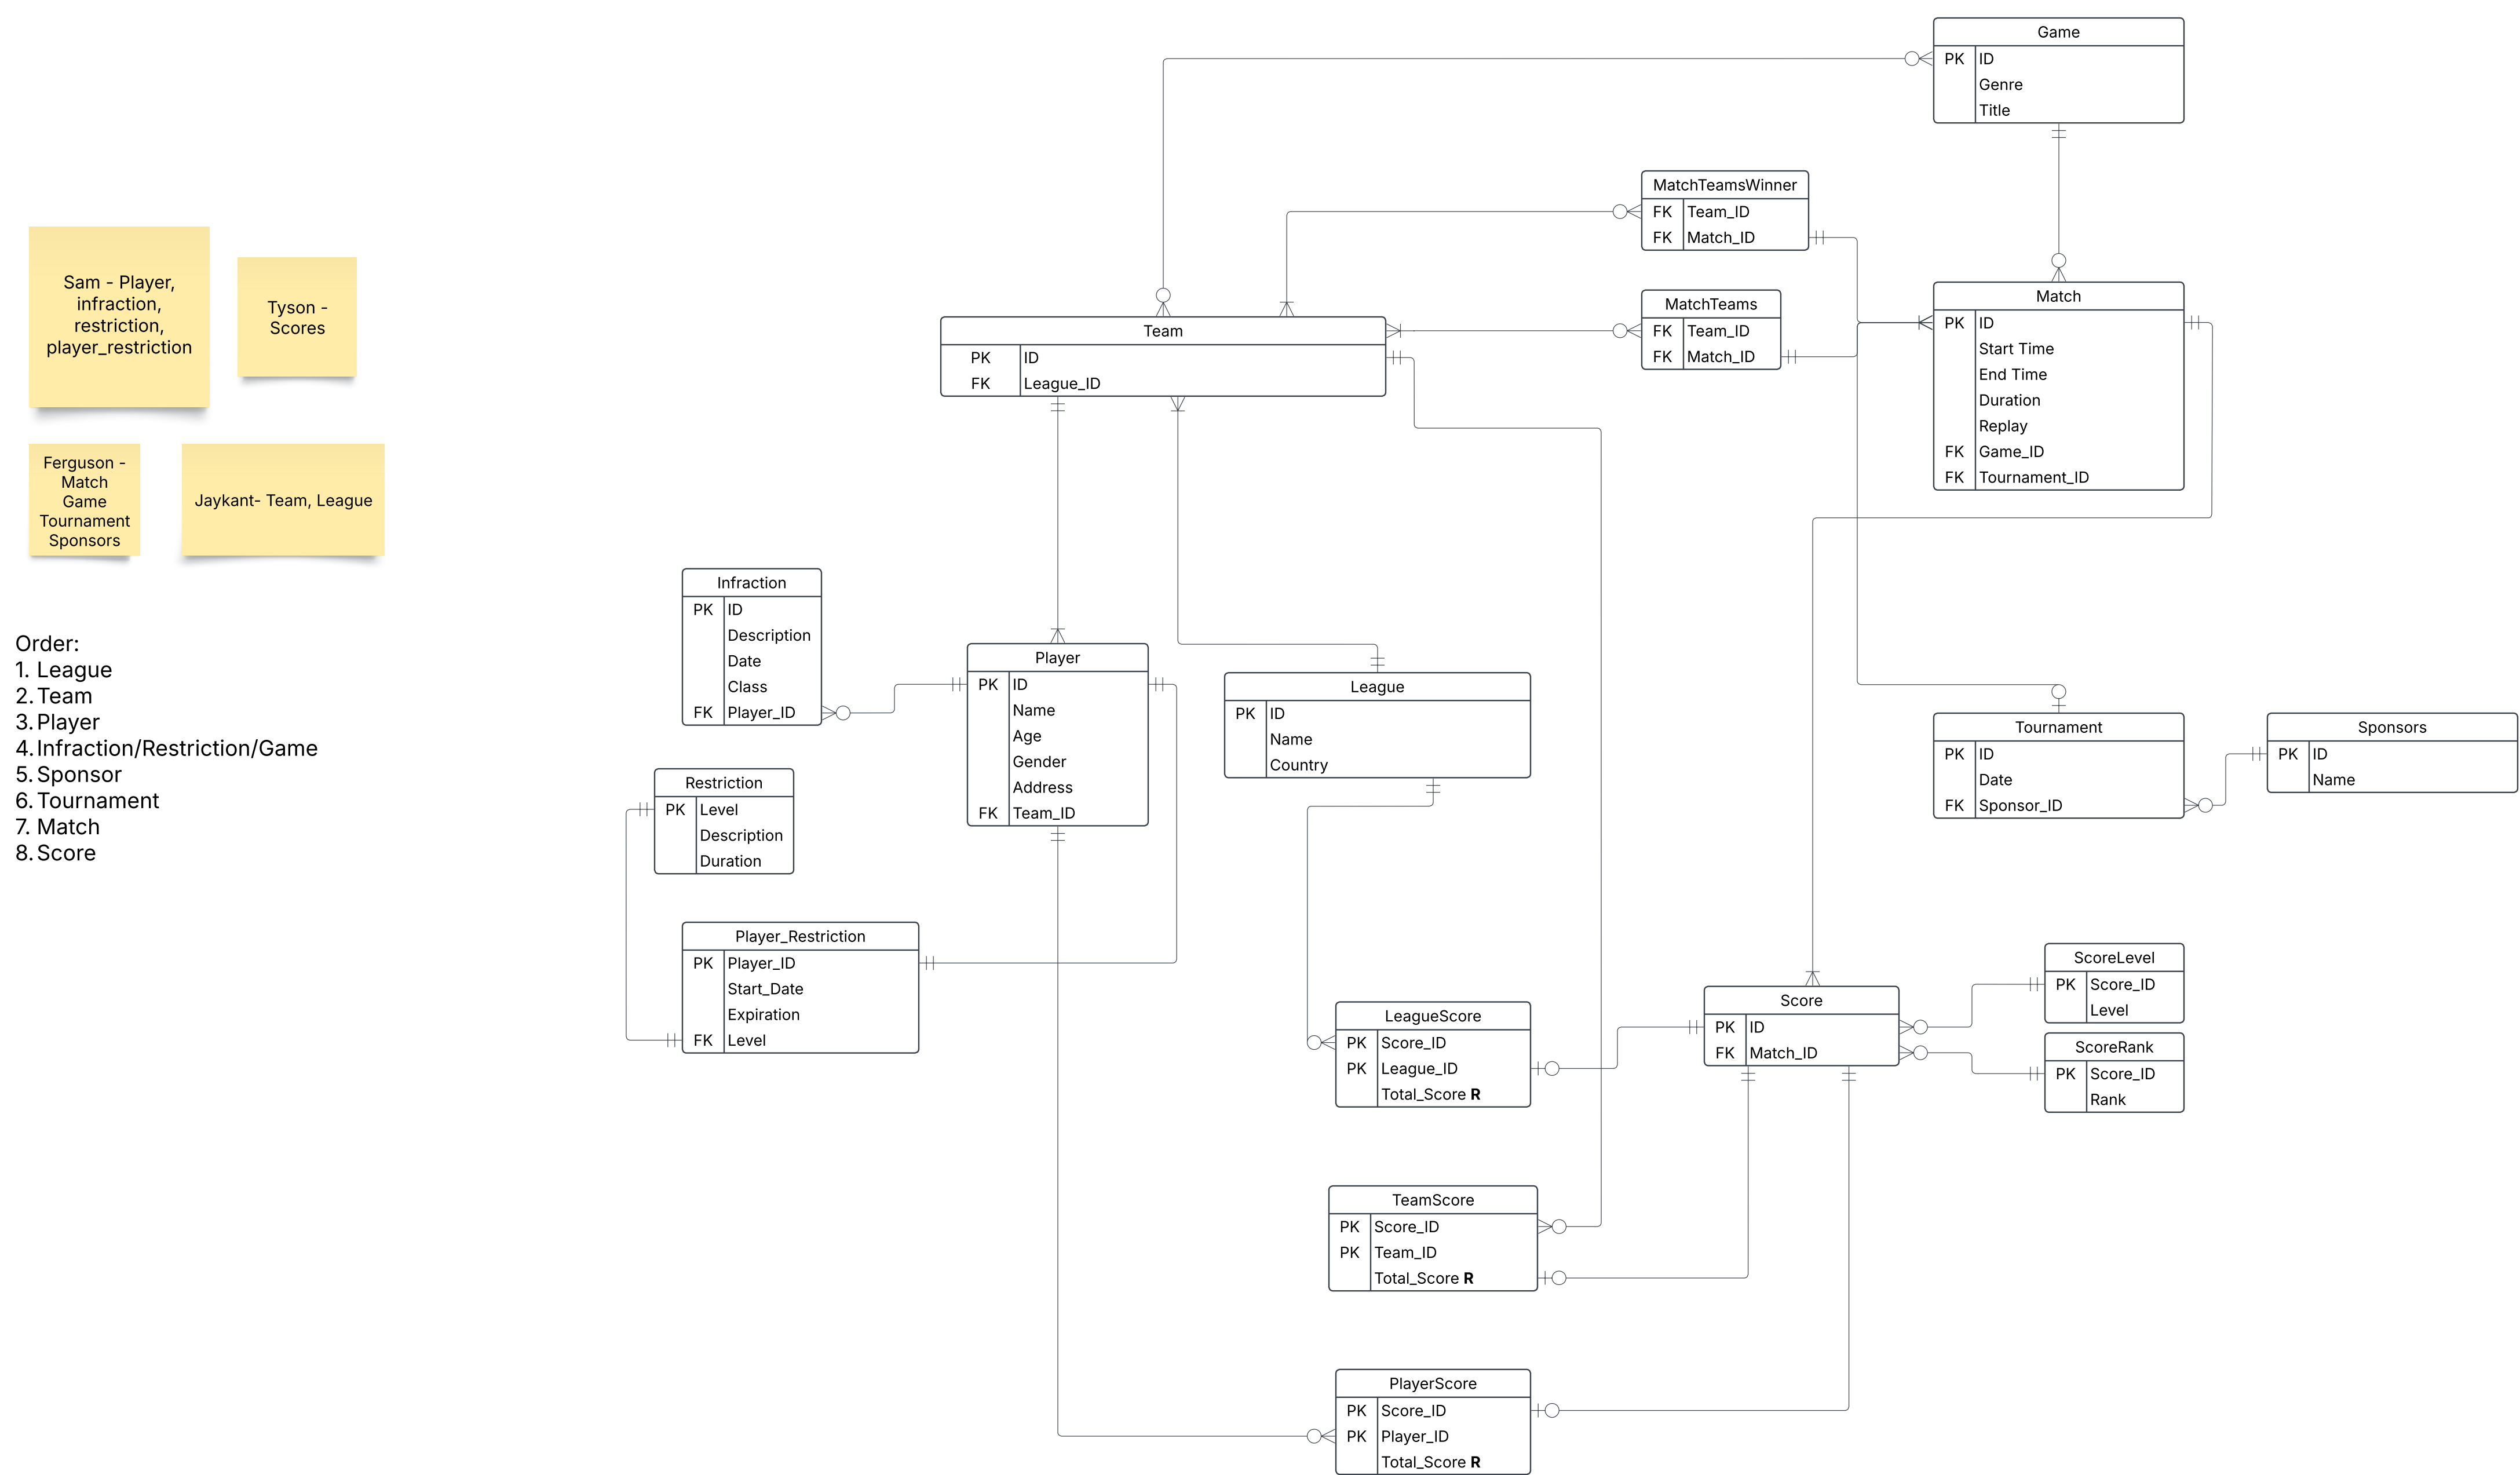 Sam - Player,
infraction,
restriction,
player_restriction
Tyson -
Scores
Ferguson -
Match
Game
Tournament
Sponsors
Jaykant- Team, League
Order:
1. League
2. Team
3. Player
4. Infraction/Restriction/Game
5. Sponsor
6. Tournament
7. Match
8. Score
Game
PK ID
Genre
Title
MatchTeamsWinner
FK Team_ID
FK Match_ID
MatchTeams
FK Team_ID
FK Match_ID
Match
PK ID
Start Time
End Time
Duration
Replay
FK Game_ID
FK Tournament_ID
Team
PK ID
FK League_ID
Infraction
PK ID
Description
Date
Class
FK Player_ID
Player
PK ID
Name
Age
Gender
Address
FK Team_ID
League
PK ID
Name
Country
Tournament
PK ID
Date
FK Sponsor_ID
Sponsors
PK ID
Name
Restriction
PK Level
Description
Duration
Player_Restriction
PK Player_ID
Start_Date
Expiration
FK Level
LeagueScore
PK Score_ID
PK League_ID
Total_Score R
Score
PK ID
FK Match_ID
ScoreLevel
PK Score_ID
Level
ScoreRank
PK Score_ID
Rank
TeamScore
PK Score_ID
PK Team_ID
Total_Score R
PlayerScore
PK Score_ID
PK Player_ID
Total_Score R